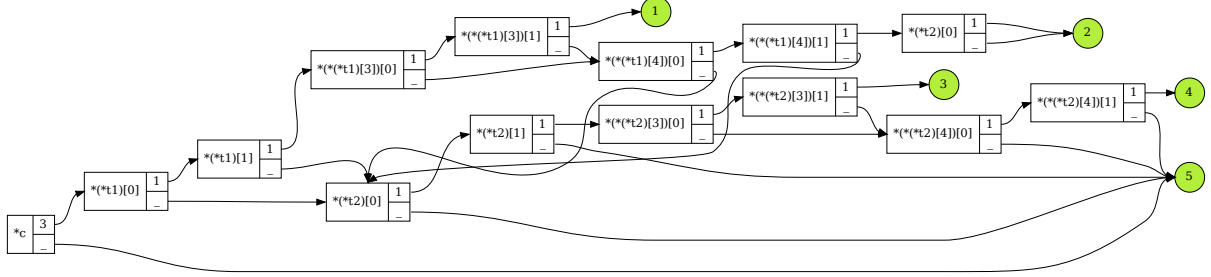 *c
3
_
*(*t1)[0]
1
_
*(*t1)[1]
1
_
*(*(*t1)[3])[0]
1
_
*(*(*t1)[3])[1]
1
_
1
*(*(*t1)[4])[0]
1
_
*(*(*t1)[4])[1]
1
_
*(*t2)[0]
1
_
2
*(*t2)[0]
1
_
*(*t2)[1]
1
_
*(*(*t2)[3])[0]
1
_
*(*(*t2)[3])[1]
1
_
3
*(*(*t2)[4])[0]
1
_
*(*(*t2)[4])[1]
1
_
4
5